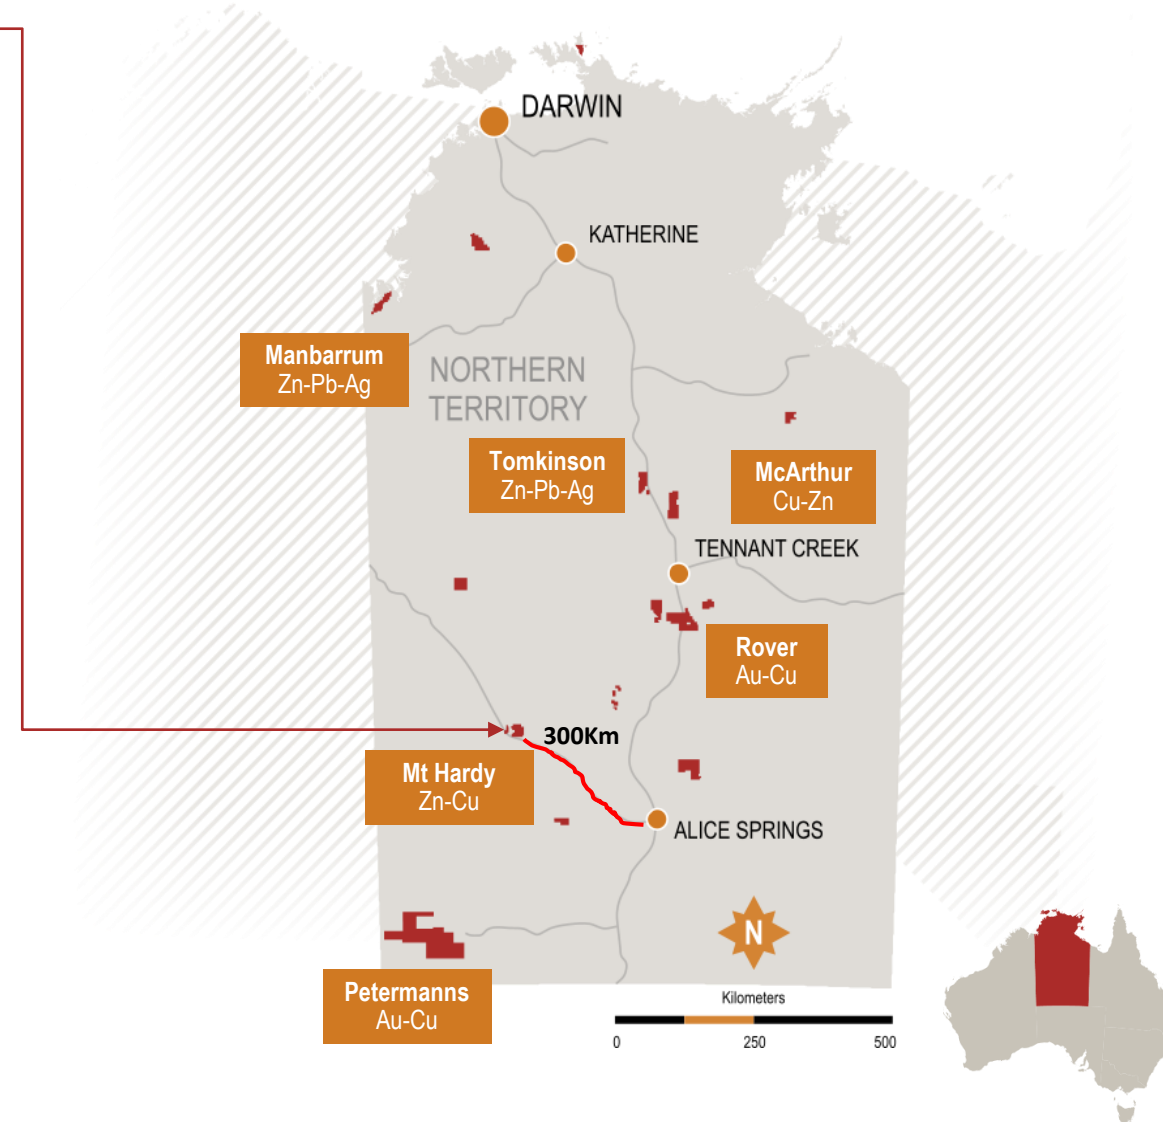 DARWIN
KATHERINE
Manbarrum
Zn-Pb-Ag
NORTHERN
TERRITORY
Tomkinson
Zn-Pb-Ag
McArthur
Cu-Zn
TENNANT CREEK
Rover
Au-Cu
300Km
Mt Hardy
Zn-Cu
ALICE SPRINGS
N
Petermanns
Au-Cu
Kilometers
0 250 500